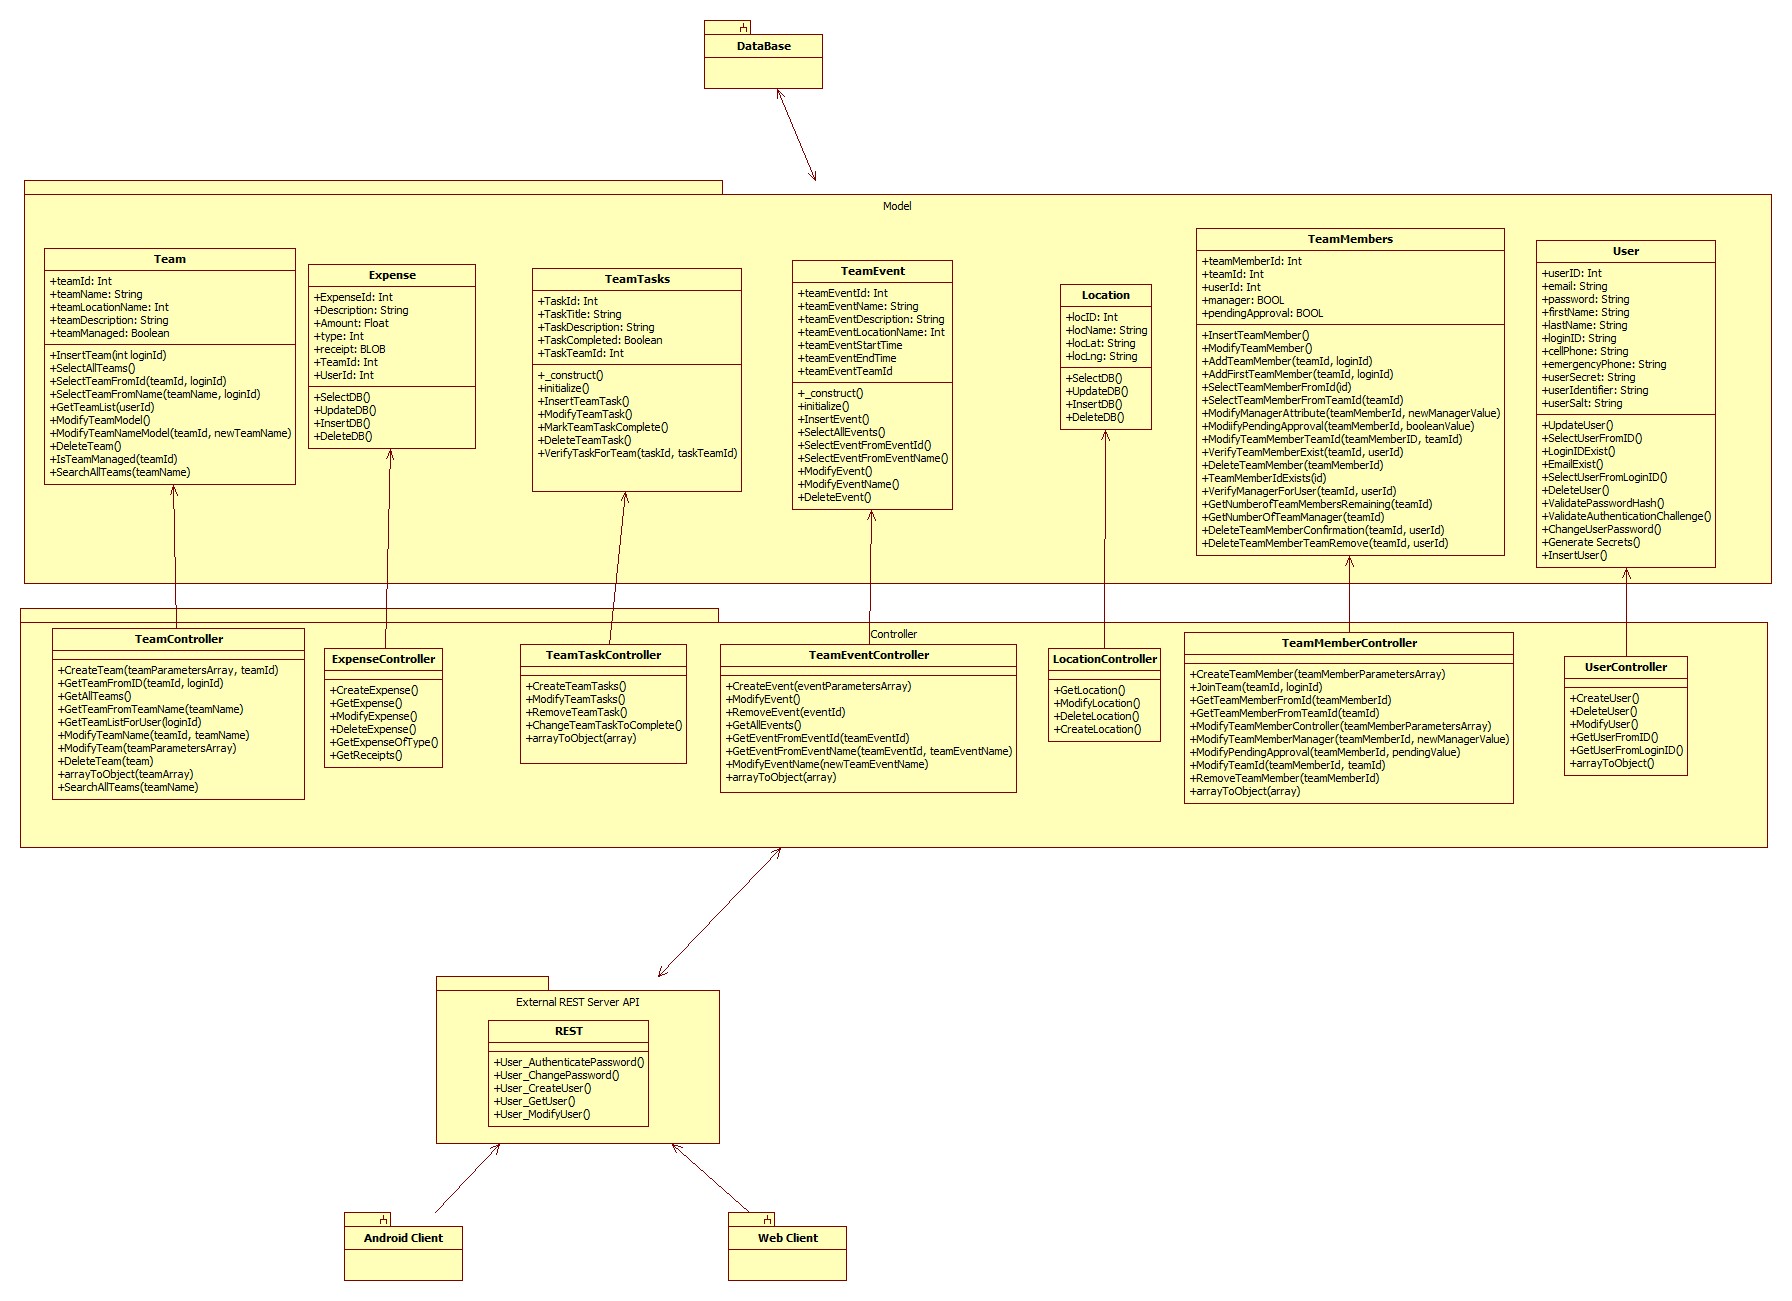 DataBase
Model
Team
+teamId: Int
+teamName: String
+teamLocationName: Int
+teamDescription: String
+teamManaged: Boolean
+InsertTeam(int loginId)
+SelectAllTeams()
+SelectTeamFromId(teamId, loginId)
+SelectTeamFromName(teamName, loginId)
+GetTeamList(userId)
+ModifyTeamModel()
+ModifyTeamNameModel(teamId, newTeamName)
+DeleteTeam()
+IsTeamManaged(teamId)
+SearchAllTeams(teamName)
Expense
+ExpenseId: Int
+Description: String
+Amount: Float
+type: Int
+receipt: BLOB
+TeamId: Int
+UserId: Int
+SelectDB()
+UpdateDB()
+InsertDB()
+DeleteDB()
TeamTasks
+TaskId: Int
+TaskTitle: String
+TaskDescription: String
+TaskCompleted: Boolean
+TaskTeamId: Int
+_construct()
+initialize()
+InsertTeamTask()
+ModifyTeamTask()
+MarkTeamTaskComplete()
+DeleteTeamTask()
+VerifyTaskForTeam(taskId, taskTeamId)
TeamEvent
+teamEventId: Int
+teamEventName: String
+teamEventDescription: String
+teamEventLocationName: Int
+teamEventStartTime
+teamEventEndTime
+teamEventTeamId
+_construct()
+initialize()
+InsertEvent()
+SelectAllEvents()
+SelectEventFromEventId()
+SelectEventFromEventName()
+ModifyEvent()
+ModifyEventName()
+DeleteEvent()
Location
+locID: Int
+locName: String
+locLat: String
+locLng: String
+SelectDB()
+UpdateDB()
+InsertDB()
+DeleteDB()
TeamMembers
+teamMemberId: Int
+teamId: Int
+userId: Int
+manager: BOOL
+pendingApproval: BOOL
+InsertTeamMember()
+ModifyTeamMember()
+AddTeamMember(teamId, loginId)
+AddFirstTeamMember(teamId, loginId)
+SelectTeamMemberFromId(id)
+SelectTeamMemberFromTeamId(teamId)
+ModifyManagerAttribute(teamMemberId, newManagerValue)
+ModiifyPendingApproval(teamMemberId, booleanValue)
+ModifyTeamMemberTeamId(teamMemberID, teamId)
+VerifyTeamMemberExist(teamId, userId)
+DeleteTeamMember(teamMemberId)
+TeamMemberIdExists(id)
+VerifyManagerForUser(teamId, userId)
+GetNumberofTeamMembersRemaining(teamId)
+GetNumberOfTeamManager(teamId)
+DeleteTeamMemberConfirmation(teamId, userId)
+DeleteTeamMemberTeamRemove(teamId, userId)
User
+userID: Int
+email: String
+password: String
+firstName: String
+lastName: String
+loginID: String
+cellPhone: String
+emergencyPhone: String
+userSecret: String
+userIdentifier: String
+userSalt: String
+UpdateUser()
+SelectUserFromID()
+LoginIDExist()
+EmailExist()
+SelectUserFromLoginID()
+DeleteUser()
+ValidatePasswordHash()
+ValidateAuthenticationChallenge()
+ChangeUserPassword()
+Generate Secrets()
+InsertUser()
Controller
TeamController
+CreateTeam(teamParametersArray, teamId)
+GetTeamFromID(teamId, loginId)
+GetAllTeams()
+GetTeamFromTeamName(teamName)
+GetTeamListForUser(loginId)
+ModifyTeamName(teamId, teamName)
+ModifyTeam(teamParametersArray)
+DeleteTeam(team)
+arrayToObject(teamArray)
+SearchAllTeams(teamName)
ExpenseController
+CreateExpense()
+GetExpense()
+ModifyExpense()
+DeleteExpense()
+GetExpenseOfType()
+GetReceipts()
TeamTaskController
+CreateTeamTasks()
+ModifyTeamTasks()
+RemoveTeamTask()
+ChangeTeamTaskToComplete()
+arrayToObject(array)
TeamEventController
+CreateEvent(eventParametersArray)
+ModifyEvent()
+RemoveEvent(eventId)
+GetAllEvents()
+GetEventFromEventId(teamEventId)
+GetEventFromEventName(teamEventId, teamEventName)
+ModifyEventName(newTeamEventName)
+arrayToObject(array)
LocationController
+GetLocation()
+ModifyLocation()
+DeleteLocation()
+CreateLocation()
TeamMemberController
+CreateTeamMember(teamMemberParametersArray)
+JoinTeam(teamId, loginId)
+GetTeamMemberFromId(teamMemberId)
+GetTeamMemberFromTeamId(teamId)
+ModifyTeamMemberController(teamMemberParametersArray)
+ModifyTeamMemberManager(teamMemberId, newManagerValue)
+ModifyPendingApproval(teamMemberId, pendingValue)
+ModifyTeamId(teamMemberId, teamId)
+RemoveTeamMember(teamMemberId)
+arrayToObject(array)
UserController
+CreateUser()
+DeleteUser()
+ModifyUser()
+GetUserFromID()
+GetUserFromLoginID()
+arrayToObject()
External REST Server API
REST
+User_AuthenticatePassword()
+User_ChangePassword()
+User_CreateUser()
+User_GetUser()
+User_ModifyUser()
Android Client
Web Client